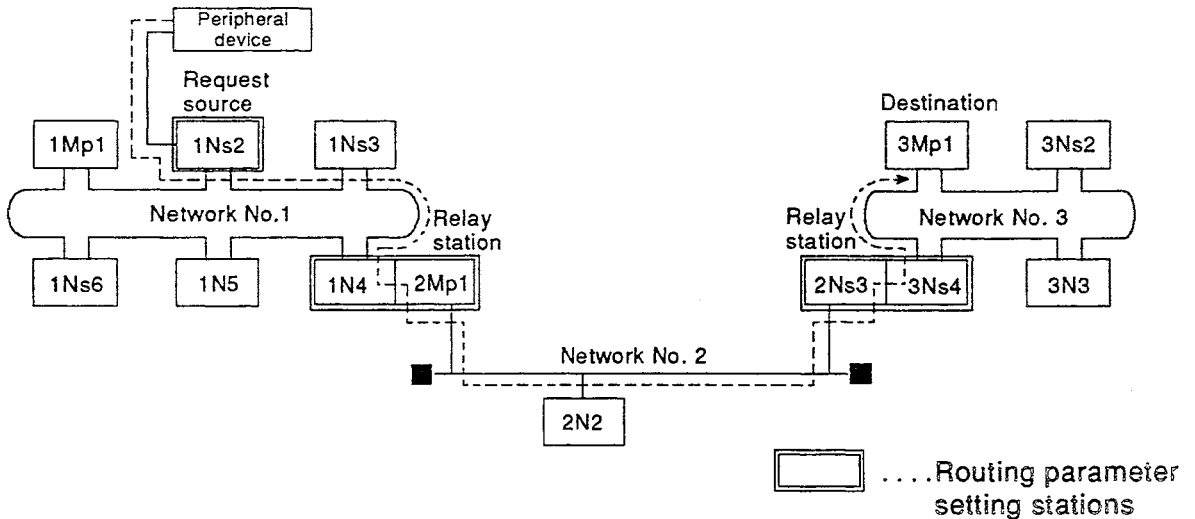 Peripheral
device
Request
source
Destination
1Mp1
1Ns2
1Ns3
3Mp1
3Ns2
Network No.1
Relay
station
Relay
station
Network No. 3
1Ns6
1N5
1N4
2Mp1
2Ns3
3Ns4
3N3
Network No. 2
2N2
....Routing parameter
setting stations